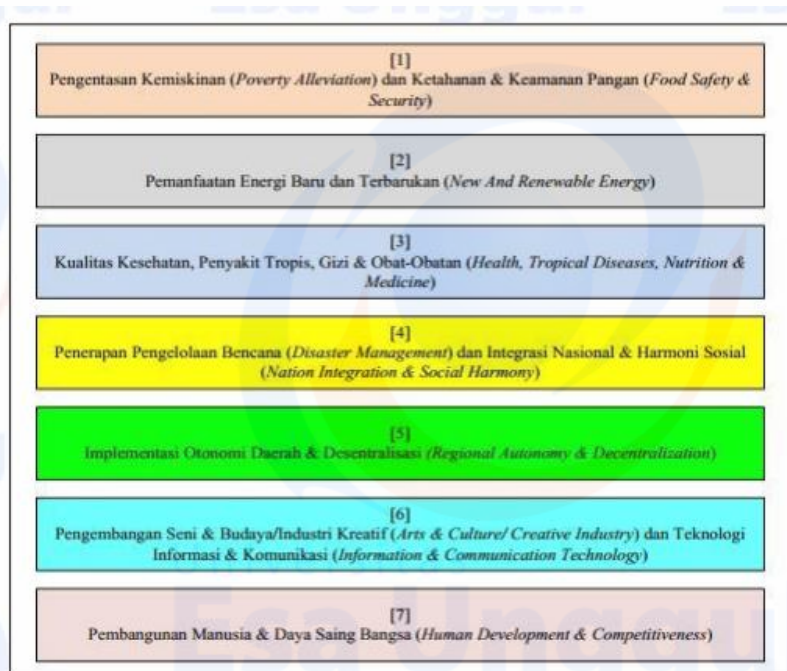 [1]
Pengentasan Kemiskinan (Poverty Alleviation) dan Ketahanan & Keamanan Pangan (Food Safety &
Security)
[2]
Pemanfaatan Energi Baru dan Terbarukan (New And Renewable Energy)
[3]
Kualitas Kesehatan, Penyakit Tropis, Gizi & Obat-Obatan (Health, Tropical Diseases, Nutrition &
Medicine)
[4]
Penerapan Pengelolaan Bencana (Disaster Management) dan Integrasi Nasional & Harmoni Sosial
(Nation Integration & Social Harmony)
[5]
Implementasi Otonomi Daerah & Desentralisasi (Regional Autonomy & Decentralization)
[6]
Pengembangan Seni & Budaya/Industri Kreatif (Arts & Culture/ Creative Industry) dan Teknologi
Informasi & Komunikasi (Information & Communication Technology)
[7]
Pembangunan Manusia & Daya Saing Bangsa (Human Development & Competitiveness)
Esa Unggul